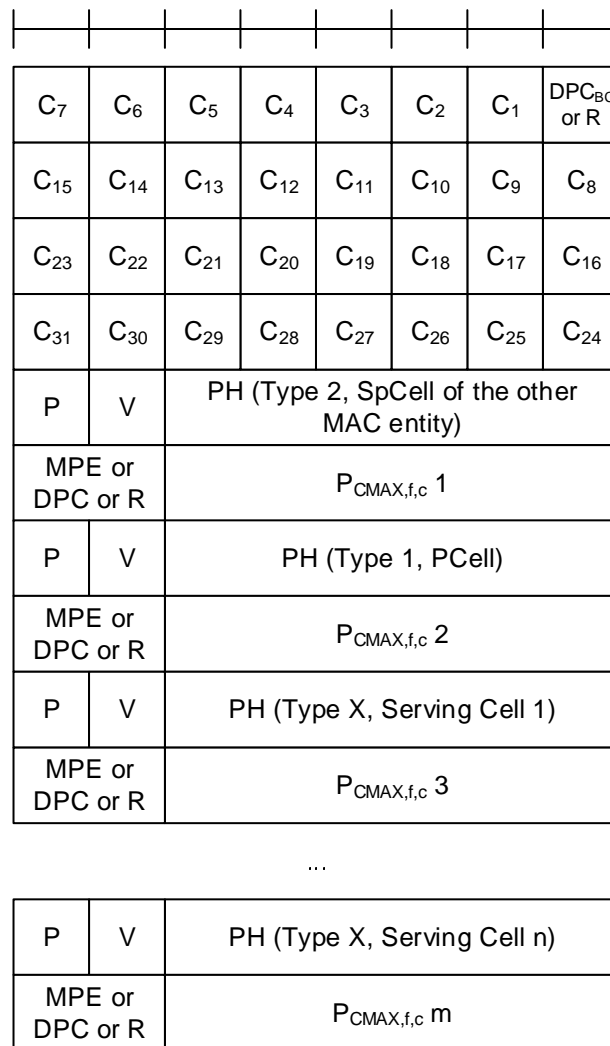 C7 C6 C5 C4 C3 C2 C1 DPCBC
or R
C15 C14 C13 C12 C11 C10 C9 C8
C23 C22 C21 C20 C19 C18 C17 C16
C31 C30 C29 C28 C27 C26 C25 C24
P V PH (Type 2, SpCell of the other
MAC entity)
MPE or
DPC or R PCMAX,f,c 1
P V PH (Type 1, PCell)
MPE or
DPC or R PCMAX,f,c 2
P V PH (Type X, Serving Cell 1)
MPE or
DPC or R PCMAX,f,c 3
...
P V PH (Type X, Serving Cell n)
MPE or
DPC or R PCMAX,f,c m